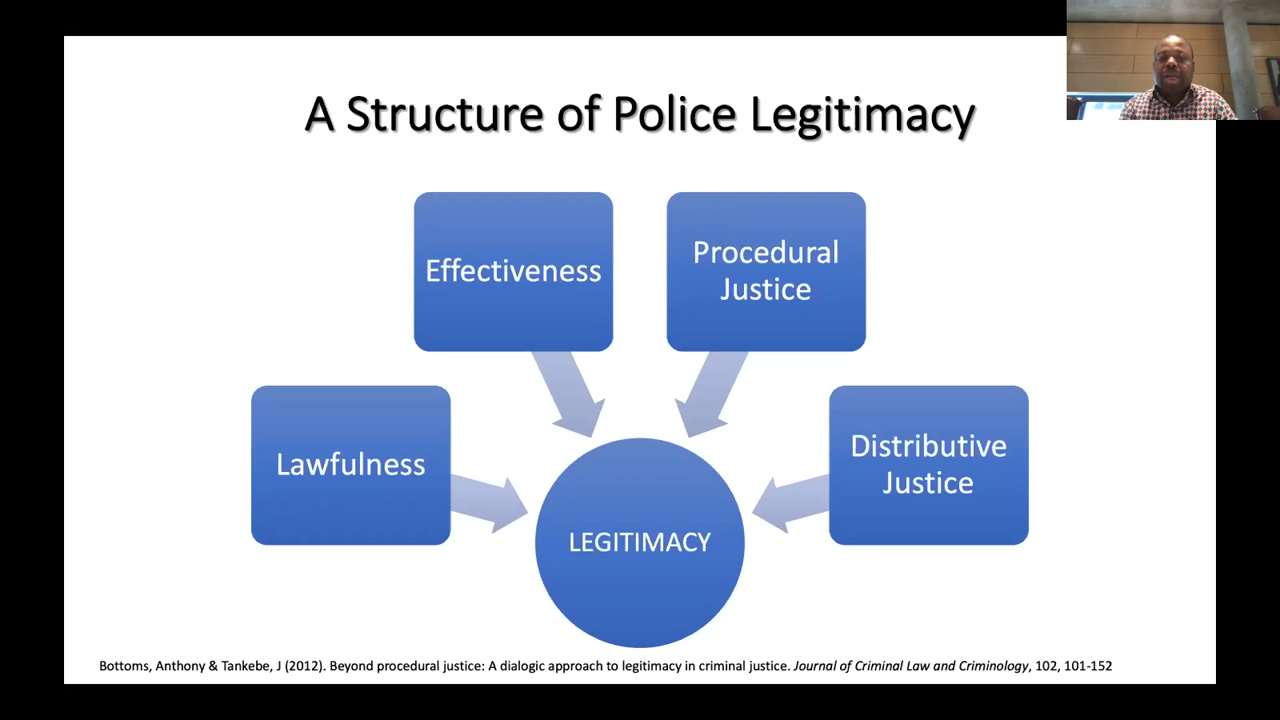 A Structure of Police Legitimacy
Effectiveness
Procedural
Justice
Lawfulness
Distributive
Justice
LEGITIMACY
Bottoms, Anthony & Tankebe, J (2012). Beyond procedural justice: A dialogic approach to legitimacy in criminal justice. Journal of Criminal Law and Criminology, 102, 101-152